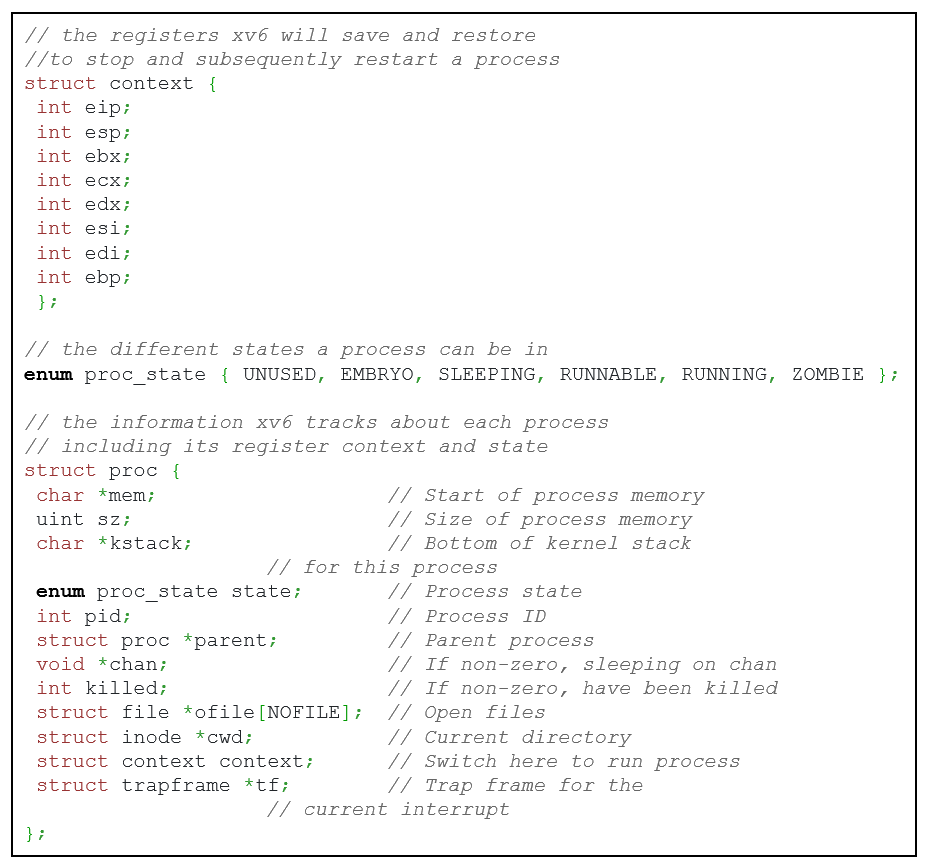 // the registers xv6 will save and restore
//to stop and subsequently restart a process
struct context {
int eip;
int esp;
int ebx;
int ecx;
int edx;
int esi;
int edi;
int ebp;
};
// the different states a process can be in
enum proc_state { UNUSED, EMBRYO, SLEEPING, RUNNABLE, RUNNING, ZOMBIE };
// the information xv6 tracks about each process
// including its register context and state
struct proc {
char *mem; // Start of process memory
uint sz; // Size of process memory
char *kstack; // Bottom of kernel stack
// for this process
enum proc_state state; // Process state
int pid; // Process ID
struct proc *parent; // Parent process
void *chan; // If non-zero, sleeping on chan
int killed; // If non-zero, have been killed
struct file *ofile[NOFILE]; // Open files
struct inode *cwd; // Current directory
struct context context; // Switch here to run process
struct trapframe *tf; // Trap frame for the
// current interrupt
};